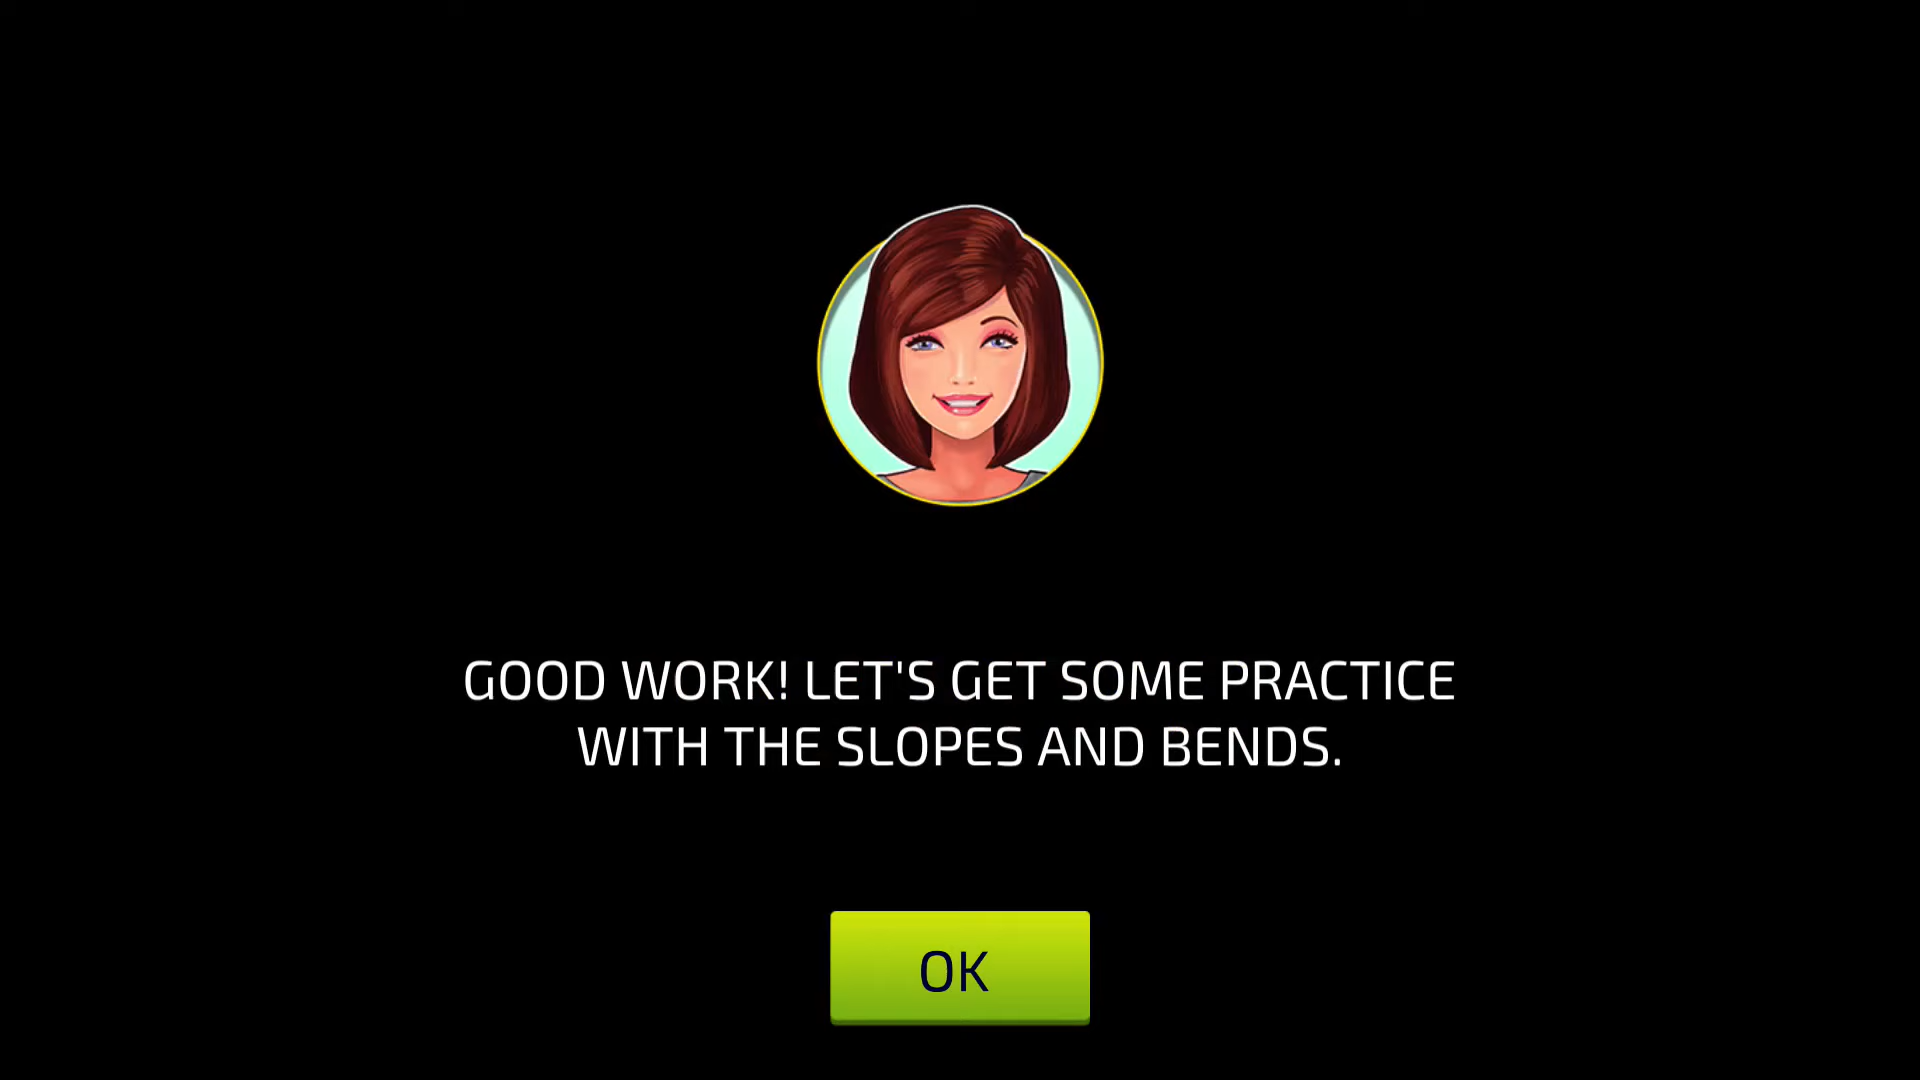 GOOD WORK! LET'S GET SOME PRACTICE
WITH THE SLOPES AND BENDS.
OK